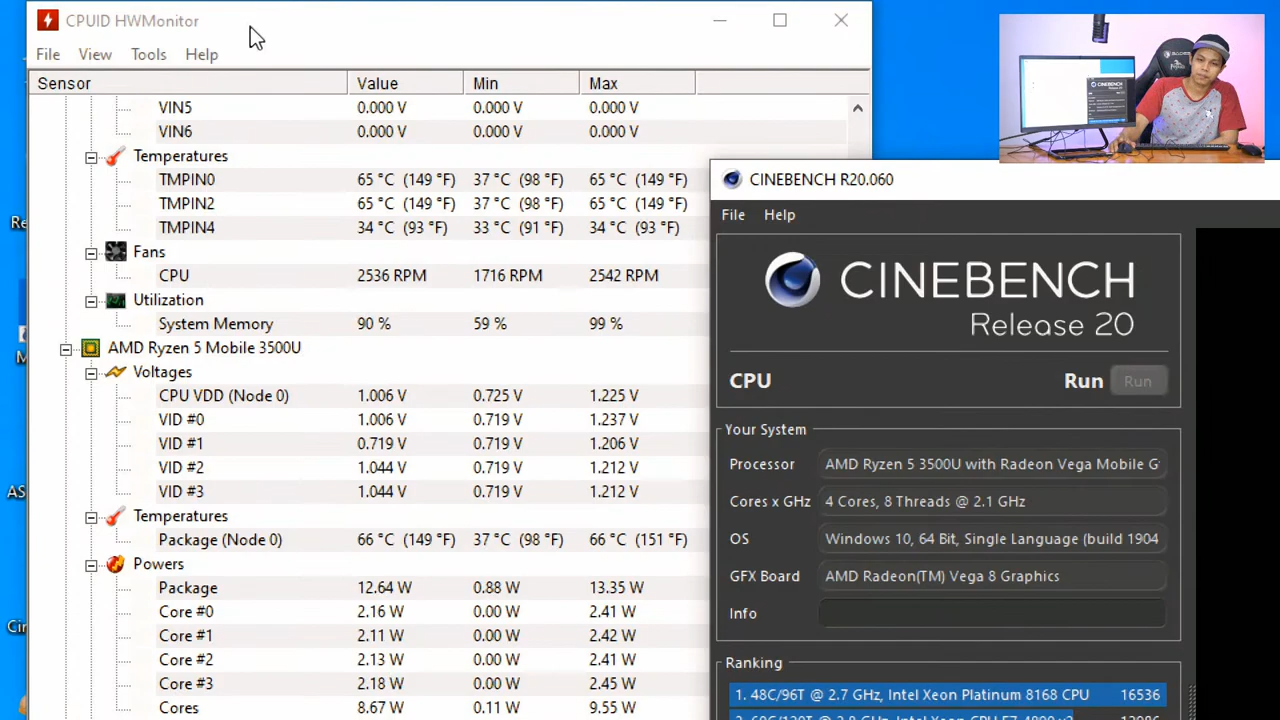 CPUID HWMonitor
File View Tools Help
Sensor Value Min Max
VIN5 0.000 V 0.000 V 0.000 V
VIN6 0.000 V 0.000 V 0.000 V
Temperatures
TMPIN0 65 °C (149 °F) 37 °C (98 °F) 65 °C (149 °F)
TMPIN2 65 °C (149 °F) 37 °C (98 °F) 65 °C (149 °F)
TMPIN4 34 °C (93 °F) 33 °C (91 °F) 34 °C (93 °F)
Fans
CPU 2536 RPM 1716 RPM 2542 RPM
Utilization
System Memory 90 % 59 % 99 %
AMD Ryzen 5 Mobile 3500U
Voltages
CPU VDD (Node 0) 1.006 V 0.725 V 1.225 V
VID #0 1.006 V 0.719 V 1.237 V
VID #1 0.719 V 0.719 V 1.206 V
VID #2 1.044 V 0.719 V 1.212 V
VID #3 1.044 V 0.719 V 1.212 V
Temperatures
Package (Node 0) 66 °C (149 °F) 37 °C (98 °F) 66 °C (151 °F)
Powers
Package 12.64 W 0.88 W 13.35 W
Core #0 2.16 W 0.00 W 2.41 W
Core #1 2.11 W 0.00 W 2.42 W
Core #2 2.13 W 0.00 W 2.41 W
Core #3 2.18 W 0.00 W 2.45 W
Cores 8.67 W 0.11 W 9.55 W
CINEBENCH R20.060
File Help
CINEBENCH
Release 20
CPU Run Run
Your System
Processor AMD Ryzen 5 3500U with Radeon Vega Mobile G
Cores x GHz 4 Cores, 8 Threads @ 2.1 GHz
OS Windows 10, 64 Bit, Single Language (build 1904
GFX Board AMD Radeon(TM) Vega 8 Graphics
Info
Ranking
1. 48C/96T @ 2.7 GHz, Intel Xeon Platinum 8168 CPU 16536
CINEBENCH